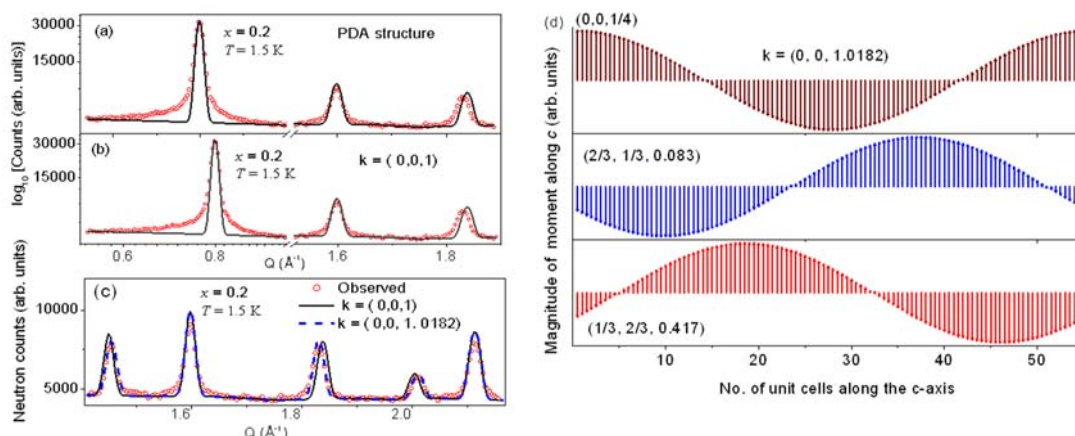 (a)
x = 0.2
T = 1.5 K
PDA structure
30000
15000
(b)
x = 0.2
T = 1.5 K
k = ( 0,0,1)
30000
15000
log10 [Counts (arb. units)]
0.6
0.8
1.6
1.8
Q (Å-1)
(c)
x = 0.2
T = 1.5 K
Observed
k = ( 0,0,1)
k = ( 0,0, 1. 0182)
10000
5000
Neutron counts (arb. units)
1.6
1.8
2.0
Q (Å-1)
(d)
(0,0,1/4)
k = (0, 0, 1.0182)
(2/3, 1/3, 0.083)
(1/3, 2/3, 0.417)
Magnitude of moment along c (arb. units)
10
20
30
40
50
No. of unit cells along the c-axis